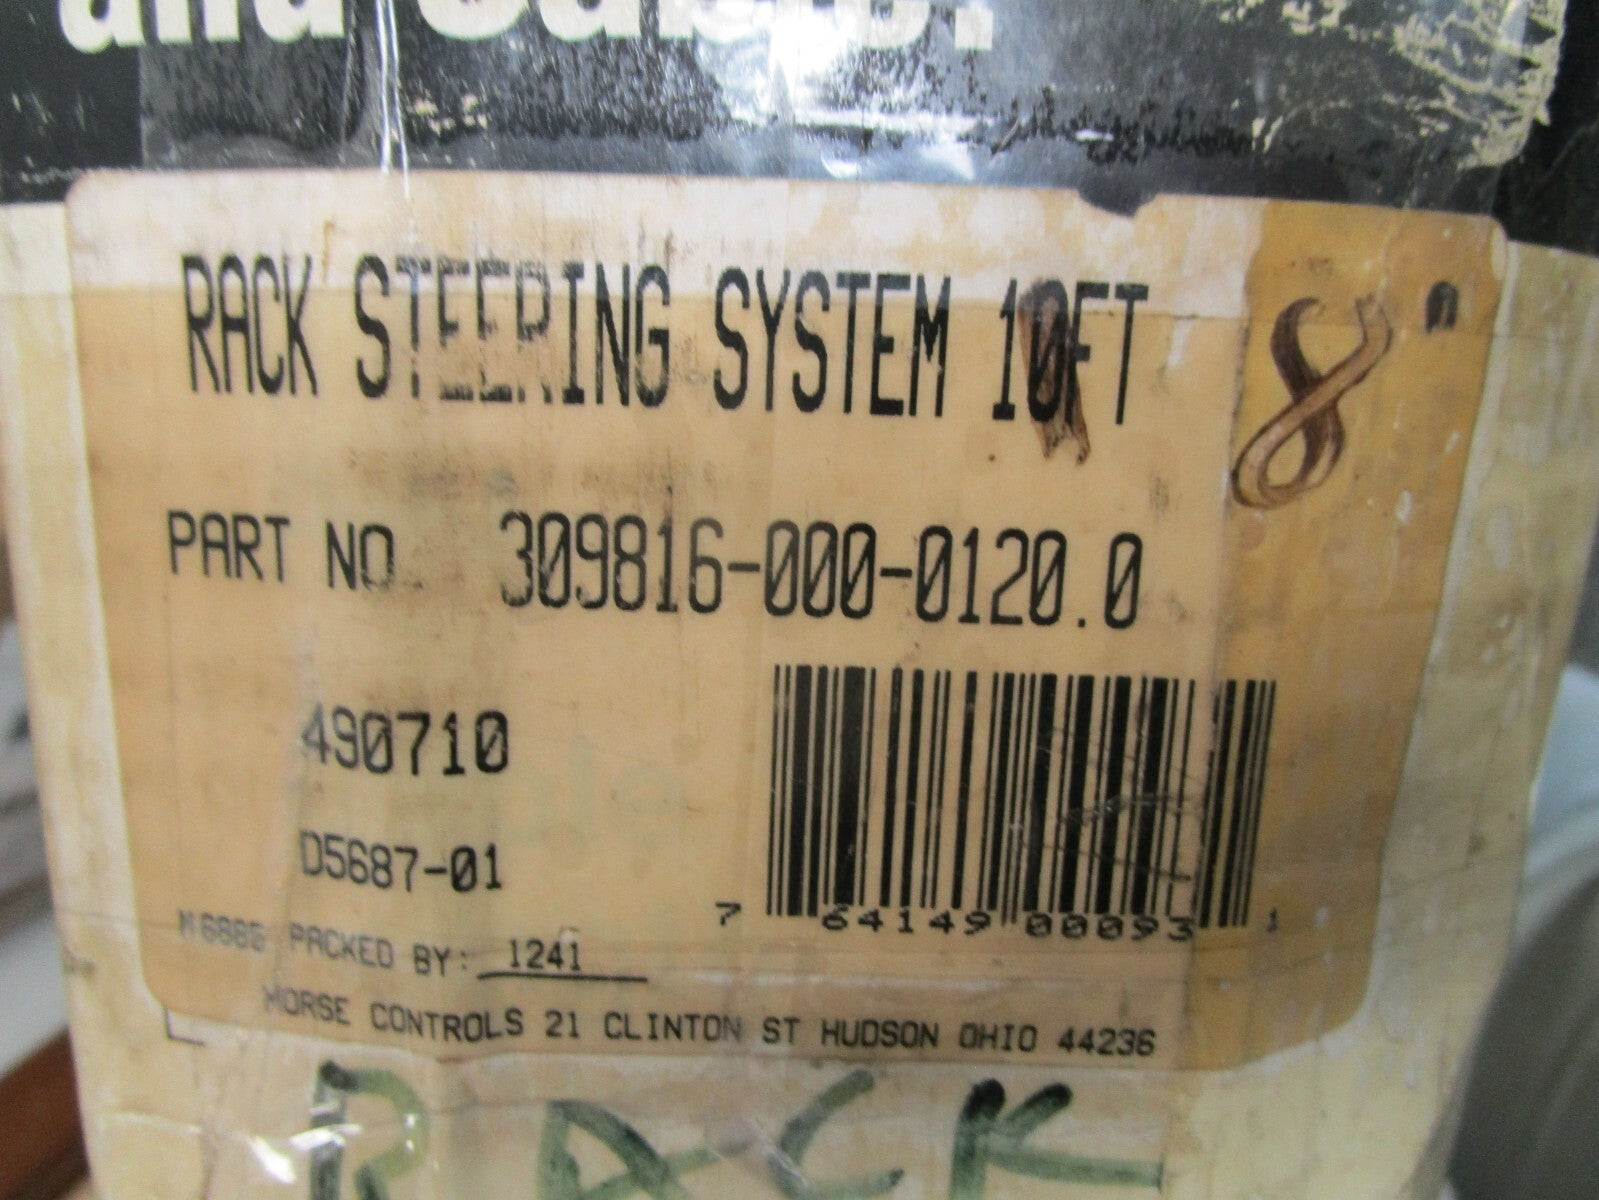 and
RACK STEERING SYSTEM 10FT
8"
PART NO. 309816-000-0120.0
490710
D5687-01
7 64149 00093 1
PACKED BY: 1241
MORSE CONTROLS 21 CLINTON ST HUDSON OHIO 44236
RACK